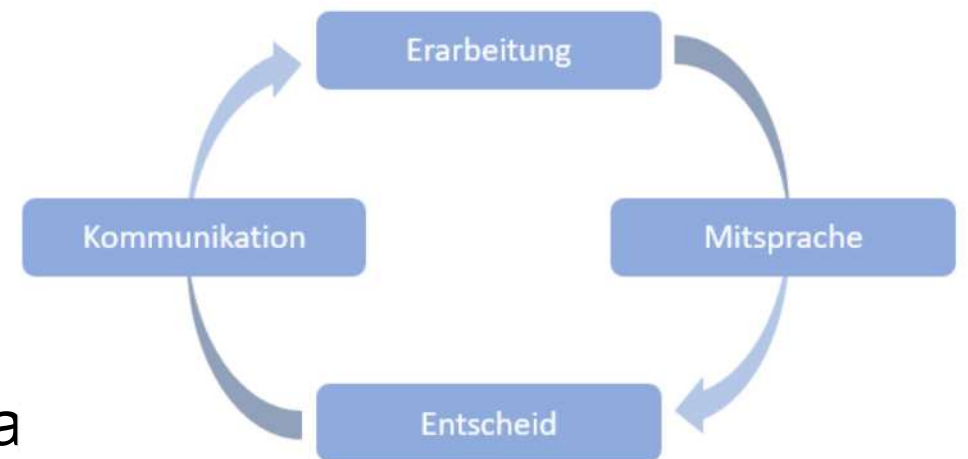 Erarbeitung
Kommunikation
Mitsprache
Entscheid
a